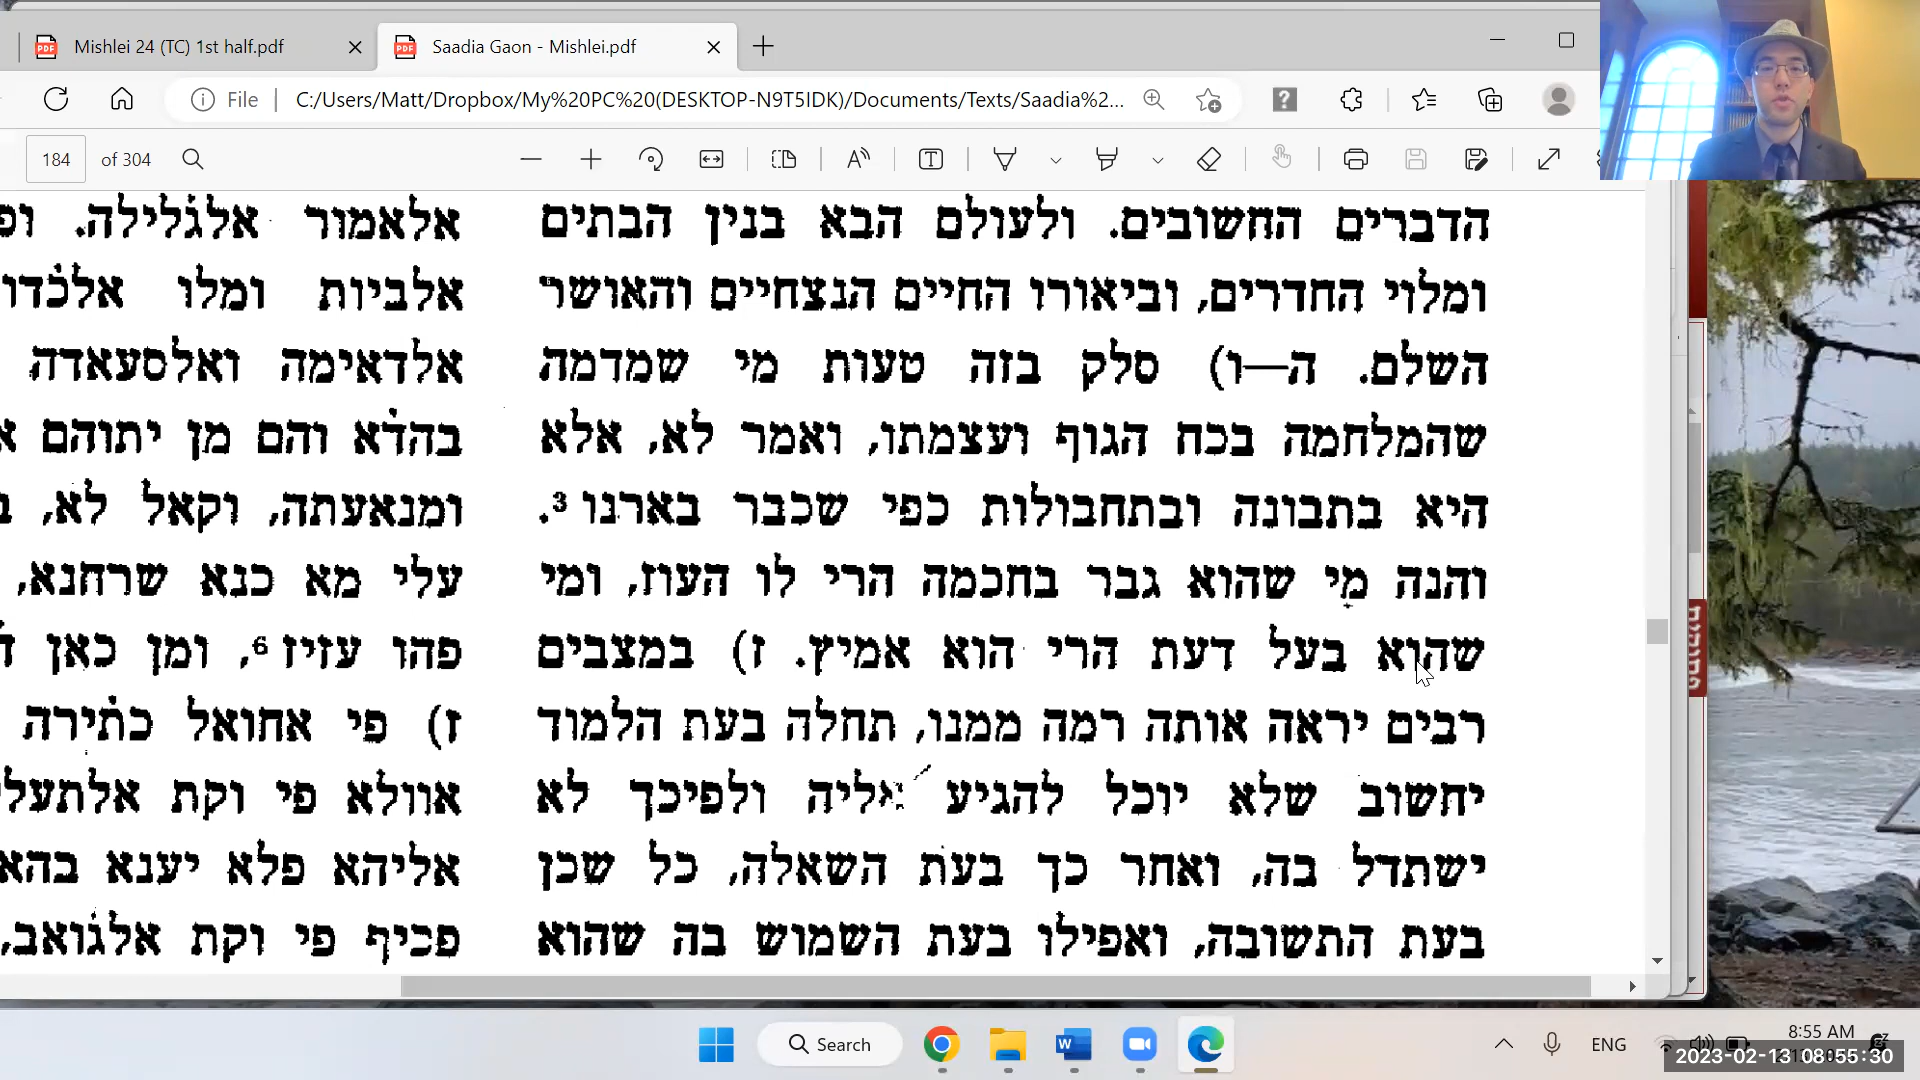 Mishlei 24 (TC) 1st half.pdf
Saadia Gaon - Mishlei.pdf
File
C:/Users/Matt/Dropbox/My%20PC%20(DESKTOP-N9T5IDK)/Documents/Texts/Saadia%2...
184 of 304
הדברים החשובים. ולעולם הבא בנין הבתים
ומלוי החדרים, וביאורו החיים הנצחיים והאושר
השלם. ה—ו) סלק בזה טעות מי שמדמה
שהמלחמה בכח הגוף ועצמתו, ואמר לא, אלא
היא בתבונה ובתחבולות כפי שכבר בארנו3.
והנה מי שהוא גבר בחכמה הרי לו העוז, ומי
שהוא בעל דעת הרי הוא אמיץ. ז) במצבים
רבים יראה אותה רמה ממנו, תחלה בעת הלמוד
יחשוב שלא יוכל להגיע אליה ולפיכך לא
ישתדל בה, ואחר כך בעת השאלה, כל שכן
בעת התשובה, ואפילו בעת השמוש בה שהוא
אלאמור אלג̇לילה. ופ
אלביות ומלו אלכ̇דו
אלדאימה ואלסעאדה
בהד̇א והם מן יתוהם א
ומנאעתה, וקאל לא, ב
עלי מא כנא שרחנא,
פהו עזיז6, ומן כאן ד̇
ז) פי אחואל כת̇ירה
אוולא פי וקת אלתעלי
אליהא פלא יענא בהא
פכיף פי וקת אלג̇ואב,
Search
ENG
8:55 AM
2023-02-13 08:55:30